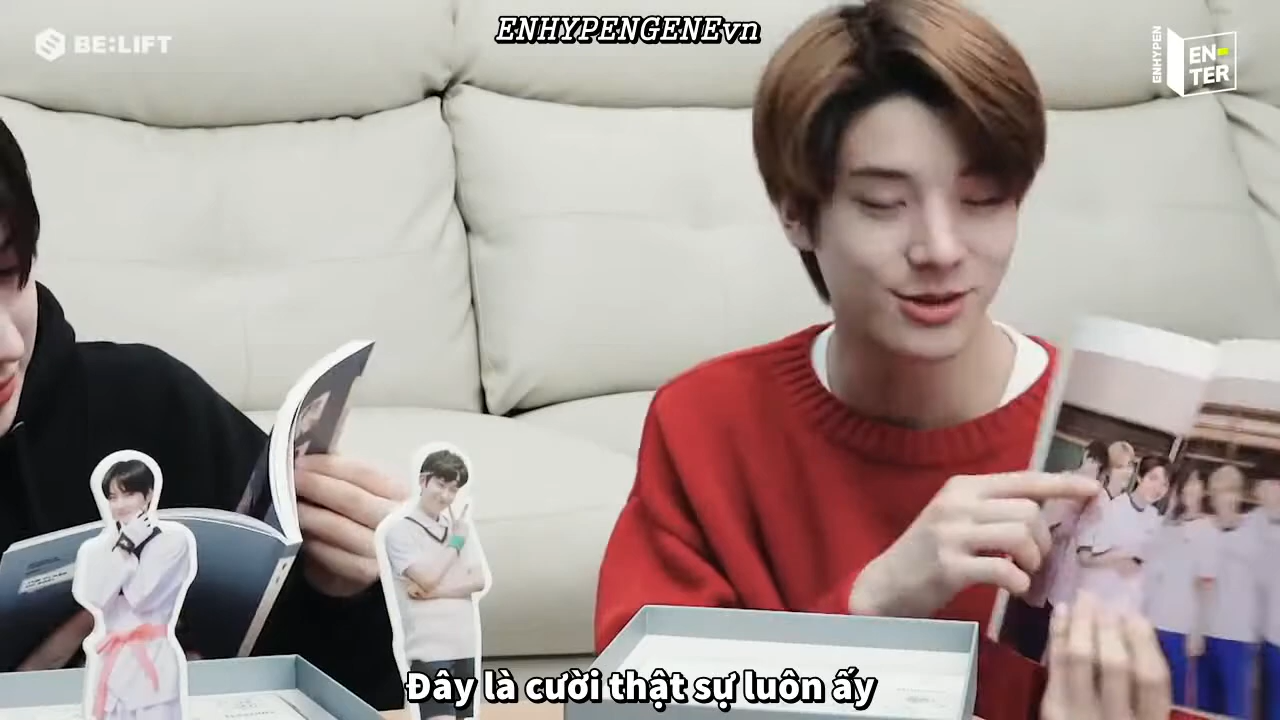 ENHYPENGENEvn
BE:LIFT
ENHYPEN
EN-
TER
Đây là cười thật sự luôn ấy